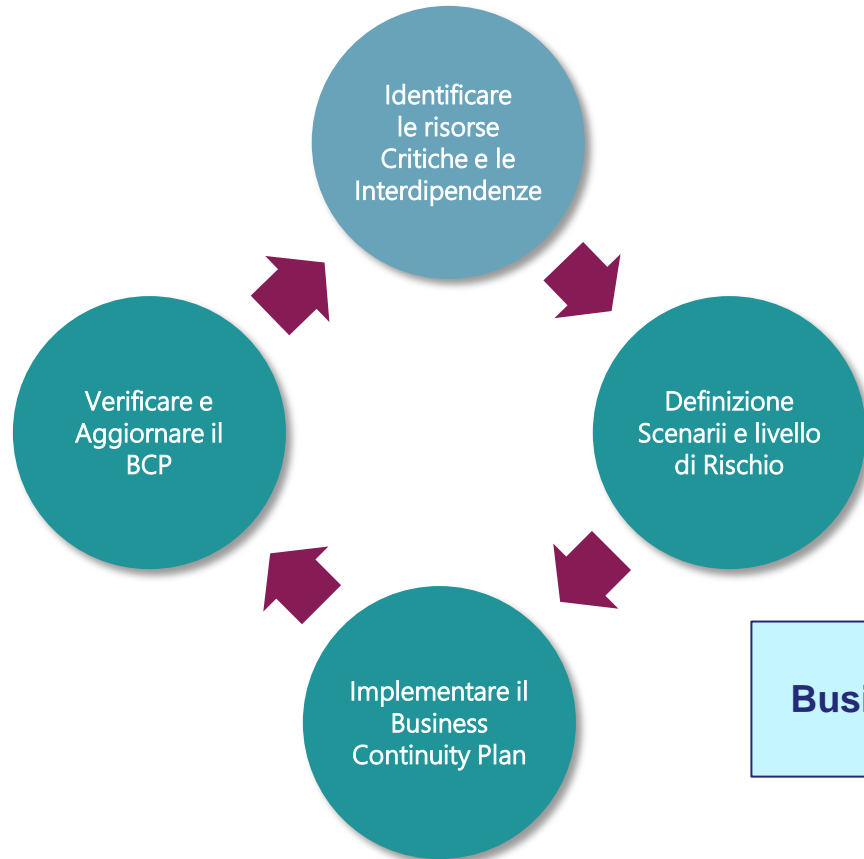 Identificare
le risorse
Critiche e le
Interdipendenze
Definizione
Scenarii e livello
di Rischio
Implementare il
Business
Continuity Plan
Verificare e
Aggiornare il
BCP
Busi